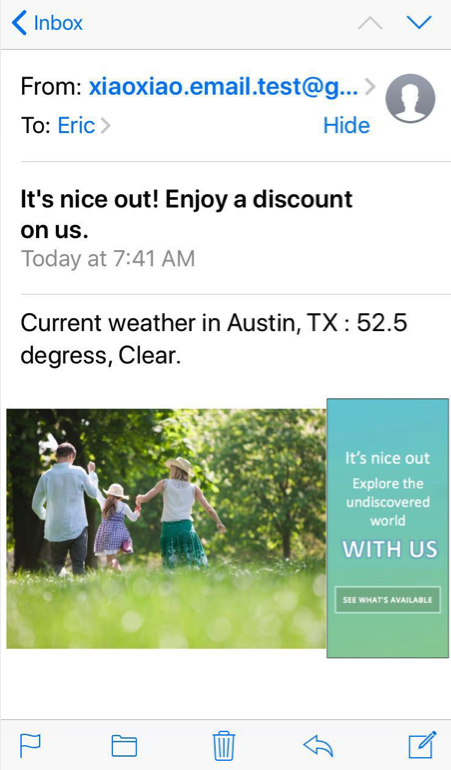 Inbox
From: xiaoxiao.email.test@g...
To: Eric
Hide
It's nice out! Enjoy a discount
on us.
Today at 7:41 AM
Current weather in Austin, TX : 52.5
degress, Clear.
It's nice out
Explore the
undiscovered
world
WITH US
SEE WHAT'S AVAILABLE